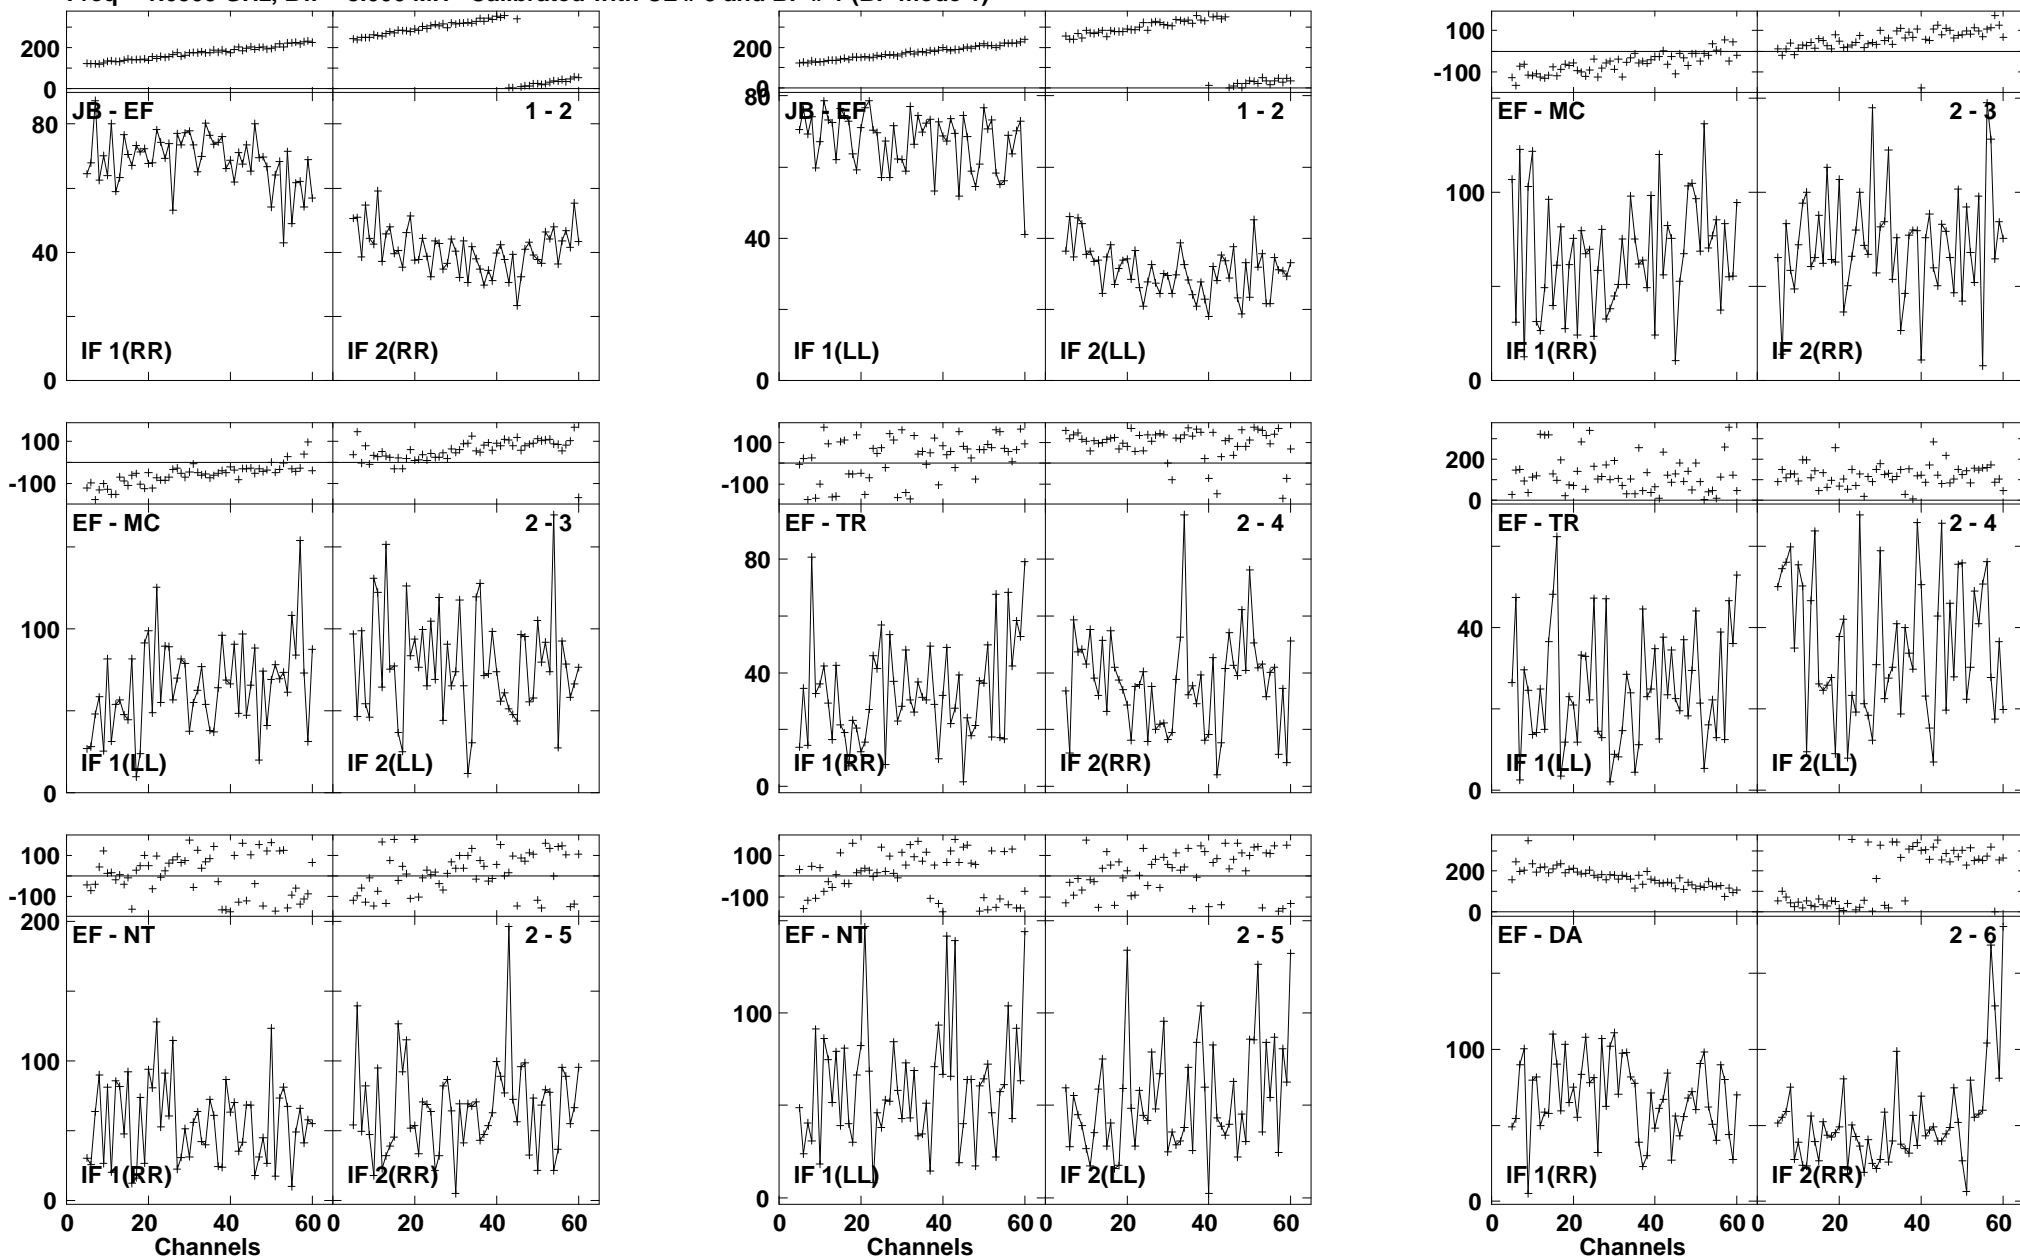 200
0
JB - EF
1 - 2
80
40
0
IF 1(RR)
IF 2(RR)
200
0
JB - EF
1 - 2
80
40
0
IF 1(LL)
IF 2(LL)
100
-100
EF - MC
2 - 3
100
0
IF 1(RR)
IF 2(RR)
100
-100
EF - MC
2 - 3
100
0
IF 1(LL)
IF 2(LL)
100
-100
EF - TR
2 - 4
80
40
0
IF 1(RR)
IF 2(RR)
200
0
EF - TR
2 - 4
40
0
IF 1(LL)
IF 2(LL)
100
-100
200
EF - NT
2 - 5
100
0
IF 1(RR)
IF 2(RR)
0 20 40 60 0 20 40 60
Channels
100
-100
EF - NT
2 - 5
100
0
IF 1(LL)
IF 2(LL)
0 20 40 60 0 20 40 60
Channels
200
0
EF - DA
2 - 6
100
0
IF 1(RR)
IF 2(RR)
0 20 40 60 0 20 40 60
Channels